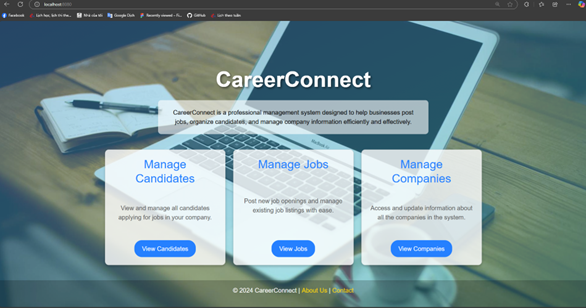 localhost:8080
Facebook
Lịch học, lịch thi the...
Nhà của tôi
Google Dịch
Recently viewed – Fi...
GitHub
Lịch theo tuần
CareerConnect
CareerConnect is a professional management system designed to help businesses post
jobs, organize candidates, and manage company information efficiently and effectively.
Manage
Candidates
View and manage all candidates
applying for jobs in your company.
View Candidates
Manage Jobs
Post new job openings and manage
existing job listings with ease.
View Jobs
Manage
Companies
Access and update information about
all the companies in the system.
View Companies
© 2024 CareerConnect | About Us | Contact